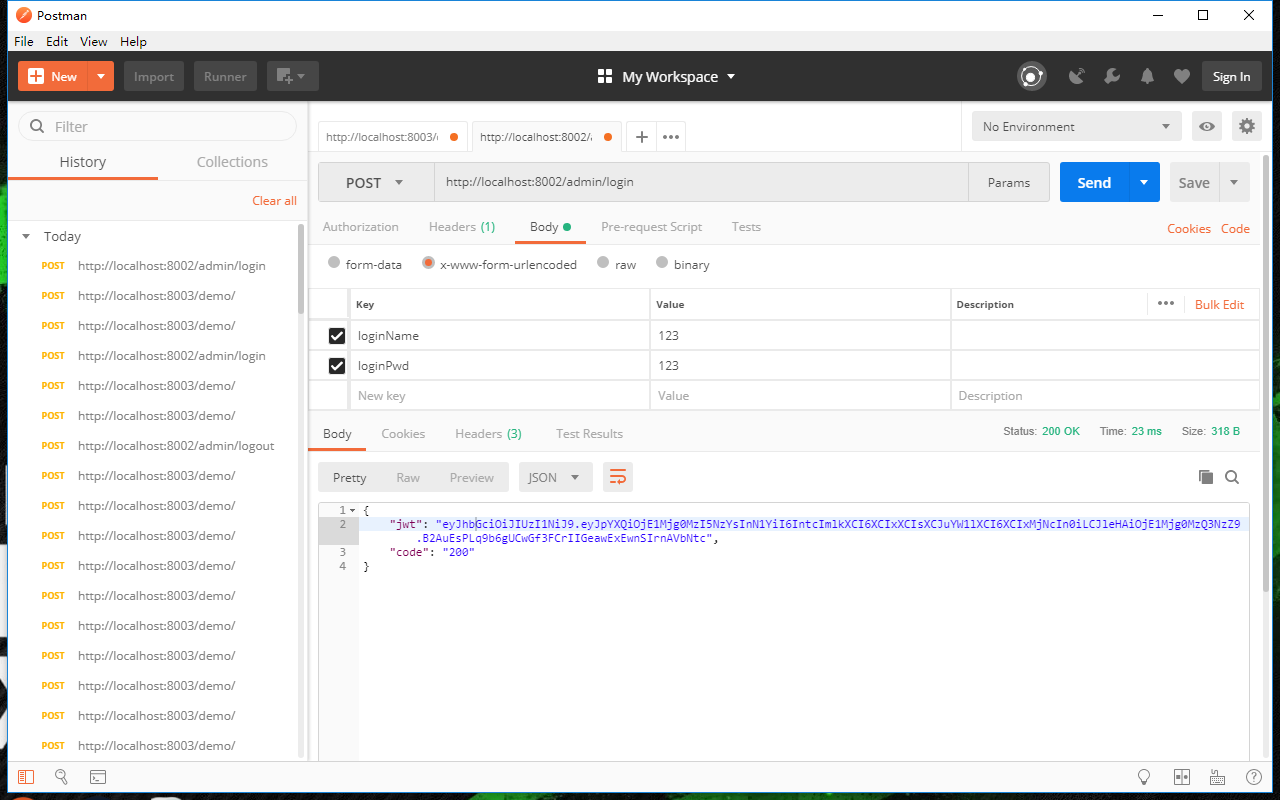 Postman
File Edit View Help
New Import Runner My Workspace Sign In
Filter
History Collections
Clear all
Today
POST http://localhost:8002/admin/login
POST http://localhost:8003/demo/
POST http://localhost:8003/demo/
POST http://localhost:8002/admin/login
POST http://localhost:8003/demo/
POST http://localhost:8003/demo/
POST http://localhost:8002/admin/logout
POST http://localhost:8003/demo/
POST http://localhost:8003/demo/
POST http://localhost:8003/demo/
POST http://localhost:8003/demo/
POST http://localhost:8003/demo/
POST http://localhost:8003/demo/
POST http://localhost:8003/demo/
POST http://localhost:8003/demo/
POST http://localhost:8003/demo/
POST http://localhost:8003/demo/
http://localhost:8003/ http://localhost:8002/ + •••
No Environment
POST http://localhost:8002/admin/login Params Send Save
Authorization Headers (1) Body Pre-request Script Tests Cookies Code
form-data x-www-form-urlencoded raw binary
Key Value Description ••• Bulk Edit
loginName 123
loginPwd 123
New key Value Description
Body Cookies Headers (3) Test Results Status: 200 OK Time: 23 ms Size: 318 B
Pretty Raw Preview JSON
1 {
2 "jwt": "eyJhbGciOiJIUzI1NiJ9.eyJpYXQiOjE1Mjg0MzI5NzYsInN1YiI6IntcImlkXCI6XCIxXCIsXCJuYW1lXCI6XCIxMjNcIn0iLCJleHAiOjE1Mjg0MzQ3NzZ9
.B2AuEsPLq9b6gUCwGf3FCrIIGeawExEwnSIrnAVbNtc",
3 "code": "200"
4 }